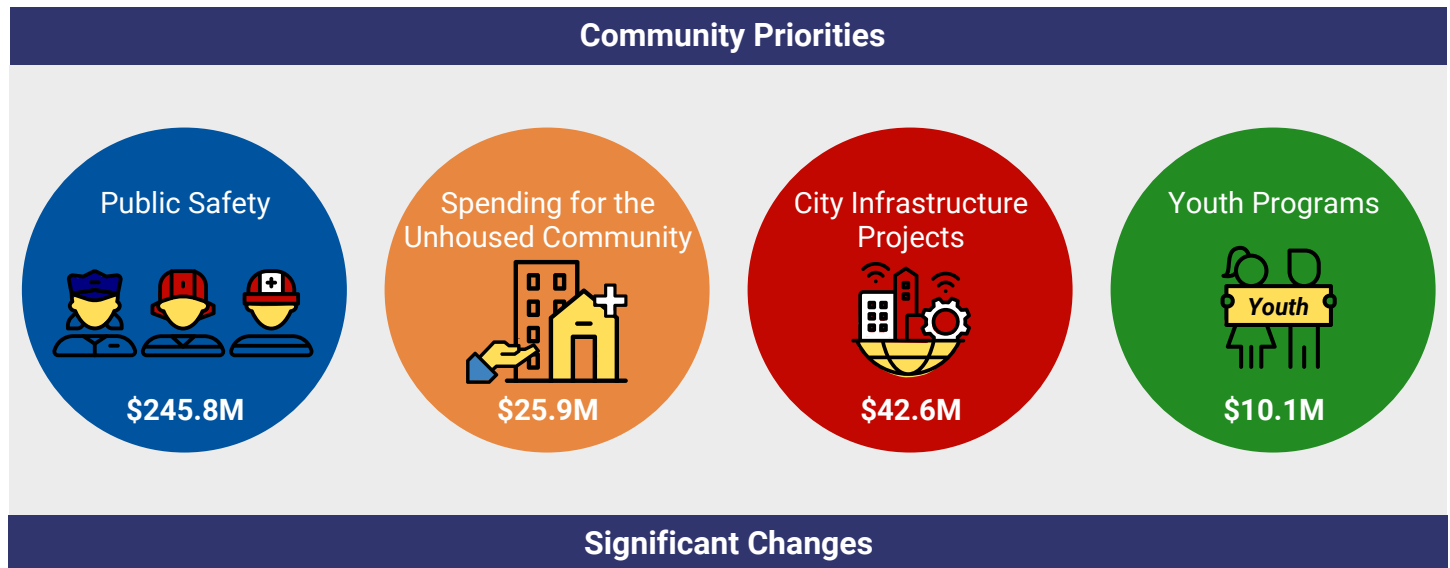 Community Priorities
Public Safety
$245.8M
Spending for the
Unhoused Community
$25.9M
City Infrastructure
Projects
$42.6M
Youth Programs
Youth
$10.1M
Significant Changes